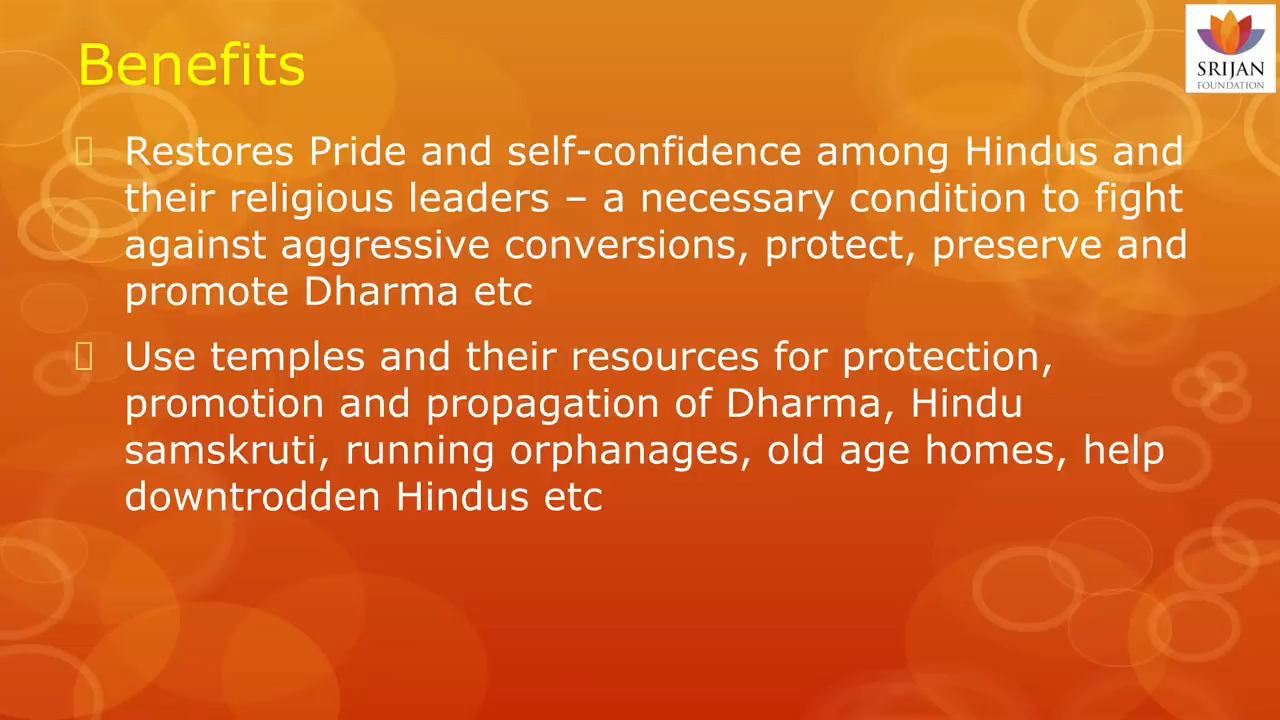 Benefits
SRIJAN
FOUNDATION
Restores Pride and self-confidence among Hindus and
their religious leaders – a necessary condition to fight
against aggressive conversions, protect, preserve and
promote Dharma etc
Use temples and their resources for protection,
promotion and propagation of Dharma, Hindu
samskruti, running orphanages, old age homes, help
downtrodden Hindus etc